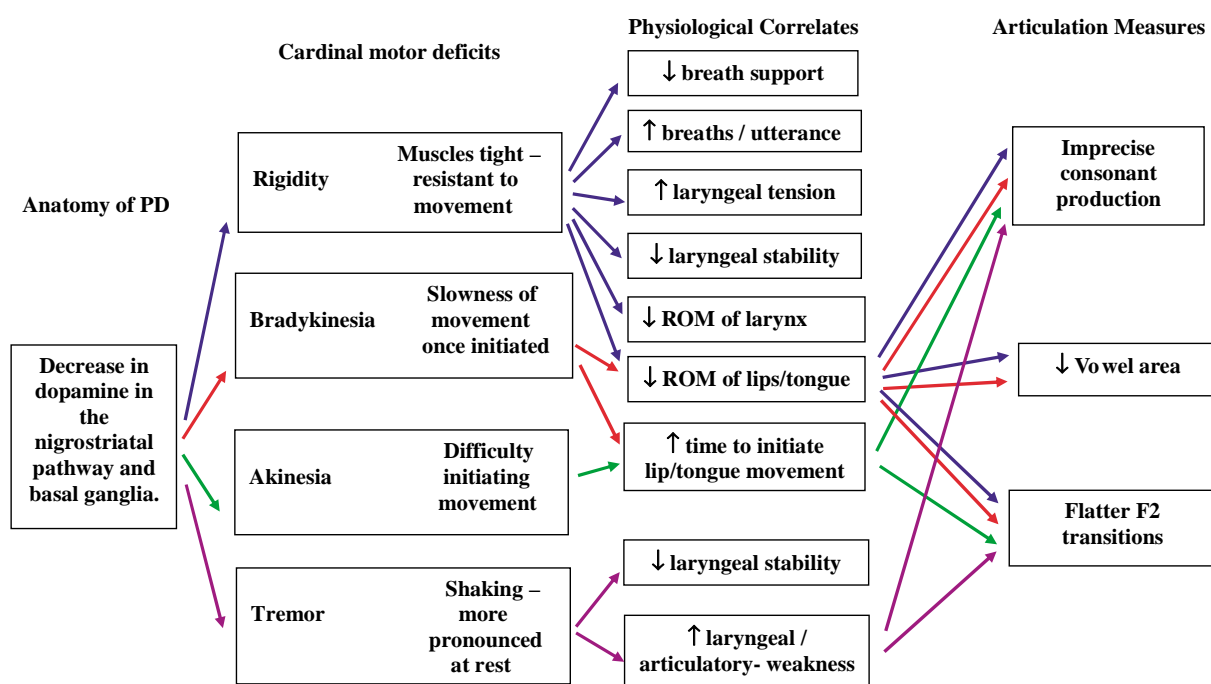 Physiological Correlates
Articulation Measures
Cardinal motor deficits
Anatomy of PD
Decrease in
dopamine in
the
nigrostriatal
pathway and
basal ganglia.
Rigidity
Muscles tight –
resistant to
movement
Bradykinesia
Slowness of
movement
once initiated
Akinesia
Difficulty
initiating
movement
Tremor
Shaking –
more
pronounced
at rest
↓ breath support
↑ breaths / utterance
↑ laryngeal tension
↓ laryngeal stability
↓ ROM of larynx
↓ ROM of lips/tongue
↑ time to initiate
lip/tongue movement
↓ laryngeal stability
↑ laryngeal /
articulatory- weakness
Imprecise
consonant
production
↓ Vo wel area
Flatter F2
transitions